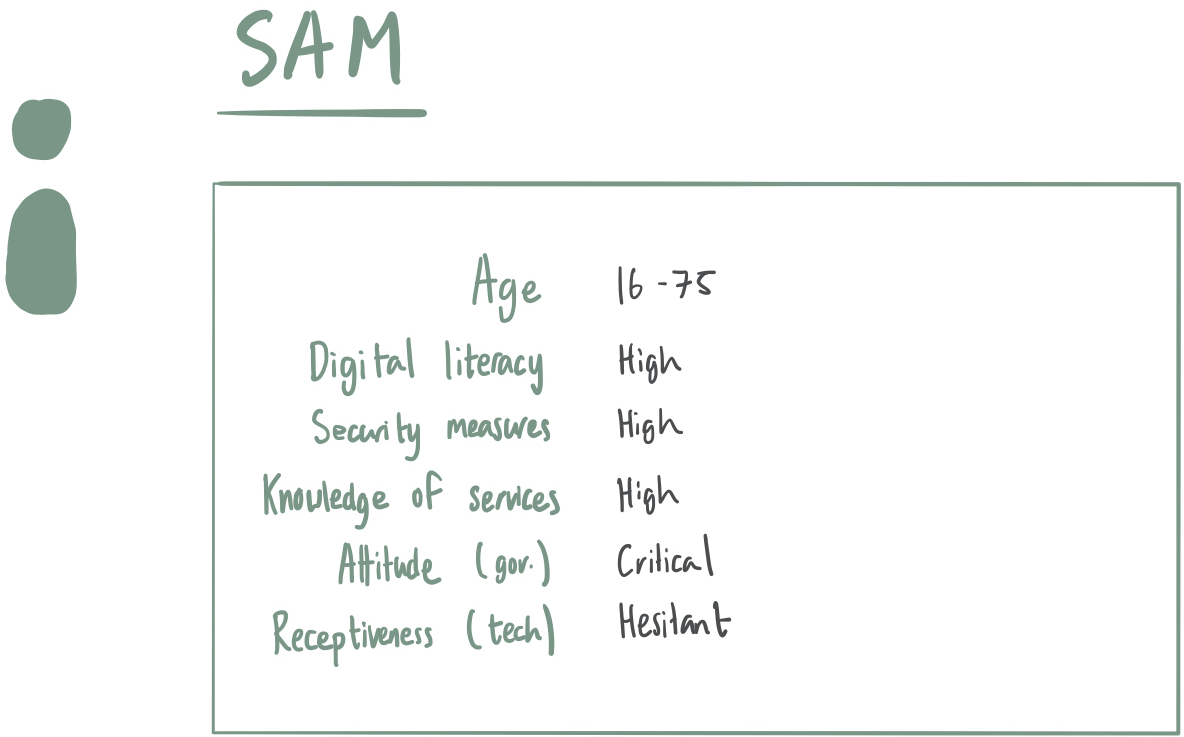 SAM
Age 16-75
Digital literacy High
Security measures High
Knowledge of services High
Attitude (gov.) Critical
Receptiveness (tech) Hesitant